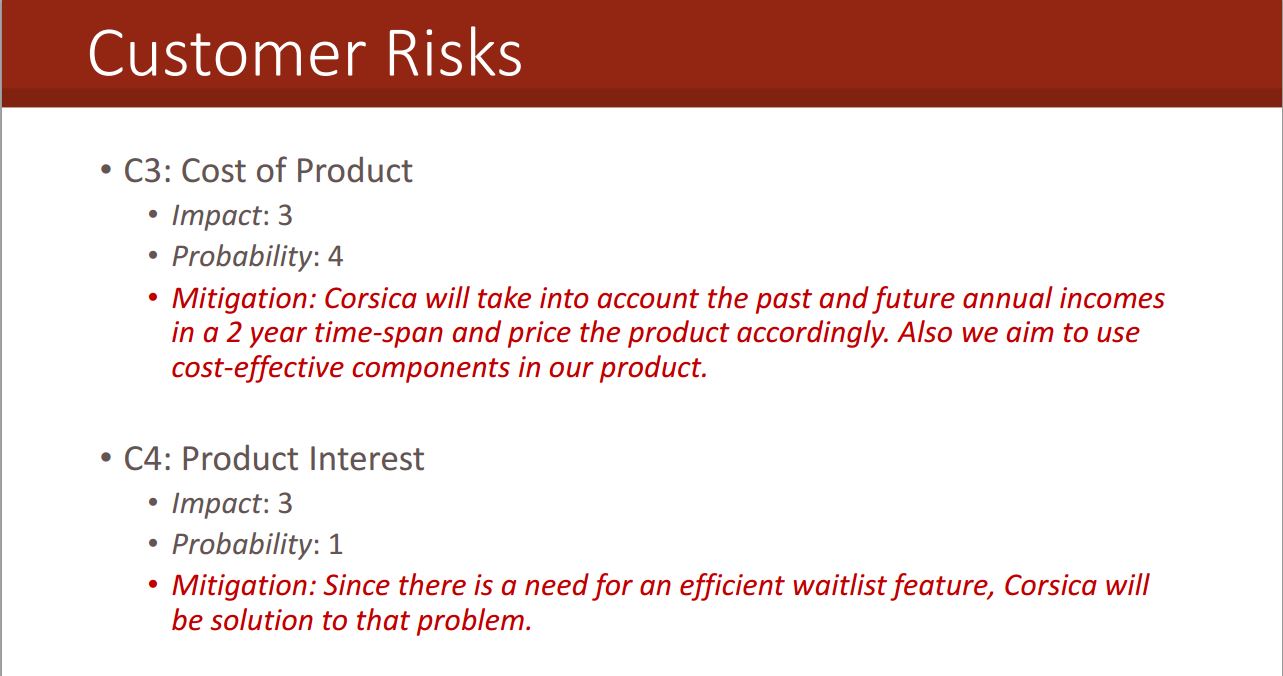 Customer Risks
• C3: Cost of Product
• Impact: 3
• Probability: 4
• Mitigation: Corsica will take into account the past and future annual incomes
in a 2 year time-span and price the product accordingly. Also we aim to use
cost-effective components in our product.
• C4: Product Interest
• Impact: 3
• Probability: 1
• Mitigation: Since there is a need for an efficient waitlist feature, Corsica will
be solution to that problem.